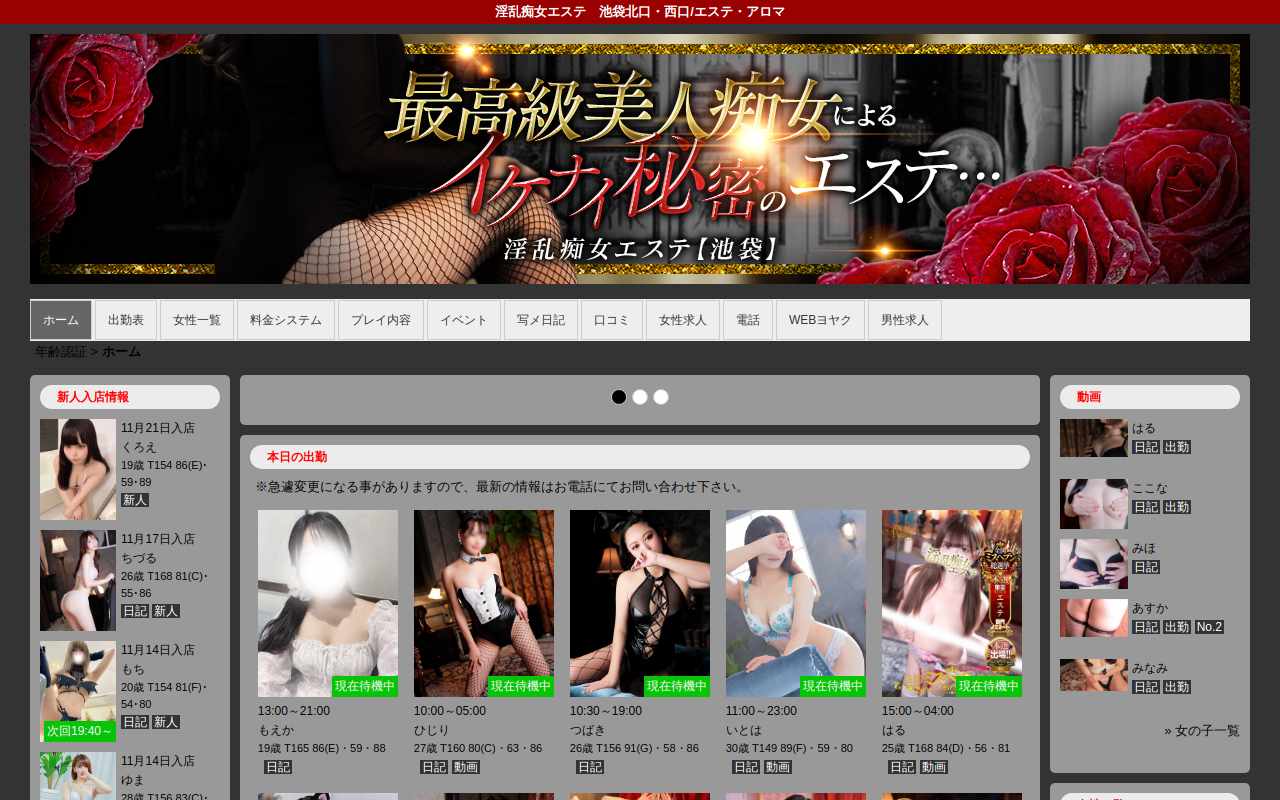 淫乱痴女エステ　池袋北口・西口/エステ・アロマ
最高級美人痴女による
イケナイ秘密のエステ…
淫乱痴女エステ【池袋】
ホーム 出勤表 女性一覧 料金システム プレイ内容 イベント 写メ日記 口コミ 女性求人 電話 WEBヨヤク 男性求人
年齢認証 > ホーム
新人入店情報
11月21日入店
くろえ
19歳 T154 86(E)･
59･89
新人
11月17日入店
ちづる
26歳 T168 81(C)･
55･86
日記 新人
11月14日入店
もち
20歳 T154 81(F)･
54･80
日記 新人
次回19:40～
11月14日入店
ゆま
28歳 T156 83(C)･
本日の出勤
※急遽変更になる事がありますので、最新の情報はお電話にてお問い合わせ下さい。
現在待機中
13:00～21:00
もえか
19歳 T165 86(E)・59・88
日記
現在待機中
10:00～05:00
ひじり
27歳 T160 80(C)・63・86
日記 動画
現在待機中
10:30～19:00
つばき
26歳 T156 91(G)・58・86
日記
現在待機中
11:00～23:00
いとは
30歳 T149 89(F)・59・80
日記 動画
淫乱痴女
エステ
出場!!
現在待機中
15:00～04:00
はる
25歳 T168 84(D)・56・81
日記 動画
動画
はる
日記 出勤
ここな
日記 出勤
みほ
日記
あすか
日記 出勤 No.2
みなみ
日記 出勤
» 女の子一覧